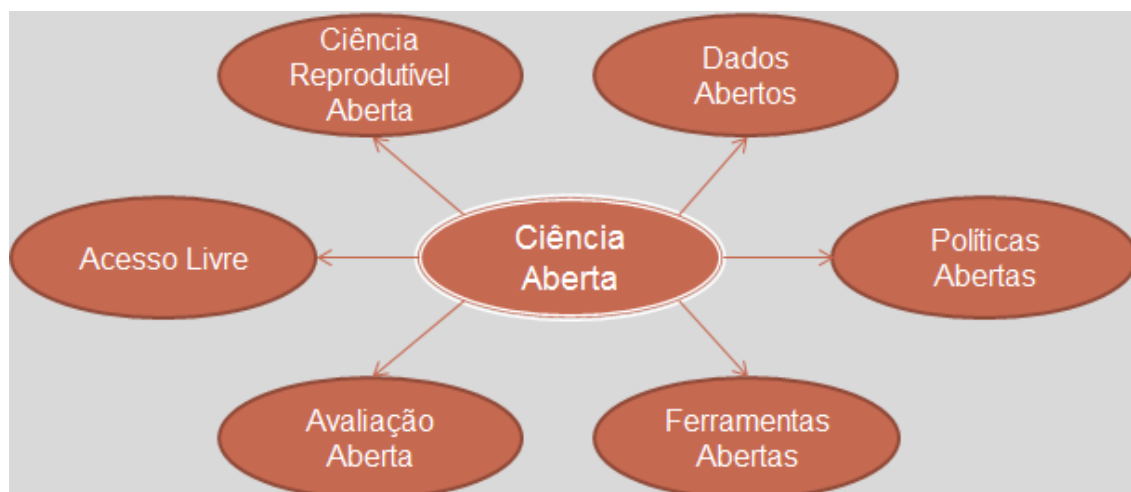 Ciência
Reprodutível
Aberta
Dados
Abertos
Acesso Livre
Ciência
Aberta
Políticas
Abertas
Avaliação
Aberta
Ferramentas
Abertas